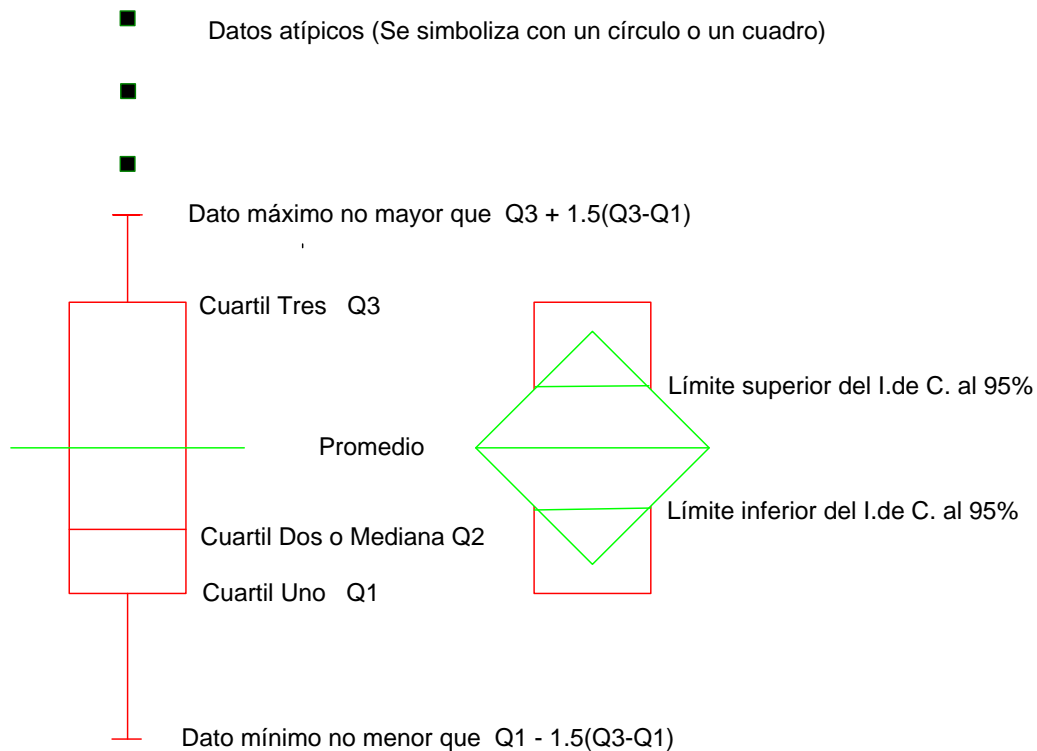 Datos atípicos (Se simboliza con un círculo o un cuadro)
Dato máximo no mayor que Q3 + 1.5(Q3-Q1)
Cuartil Tres Q3
Límite superior del I.de C. al 95%
Promedio
Límite inferior del I.de C. al 95%
Cuartil Dos o Mediana Q2
Cuartil Uno Q1
Dato mínimo no menor que Q1 - 1.5(Q3-Q1)